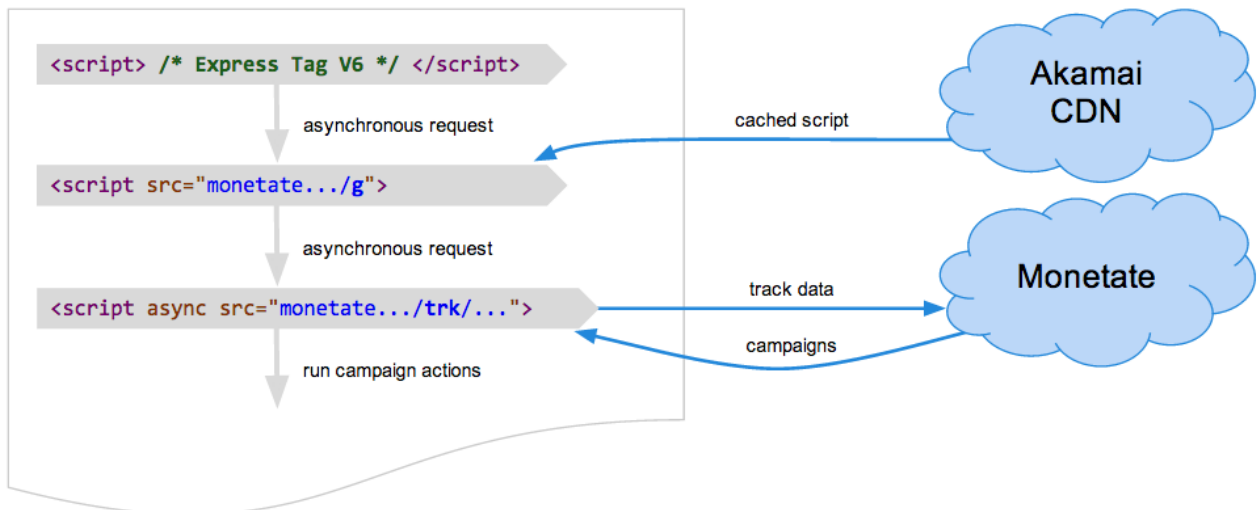 <script> /* Express Tag V6 */ </script>
asynchronous request
<script src="monetate.../g">
asynchronous request
<script async src="monetate.../trk/...">
run campaign actions
cached script
Akamai
CDN
track data
campaigns
Monetate